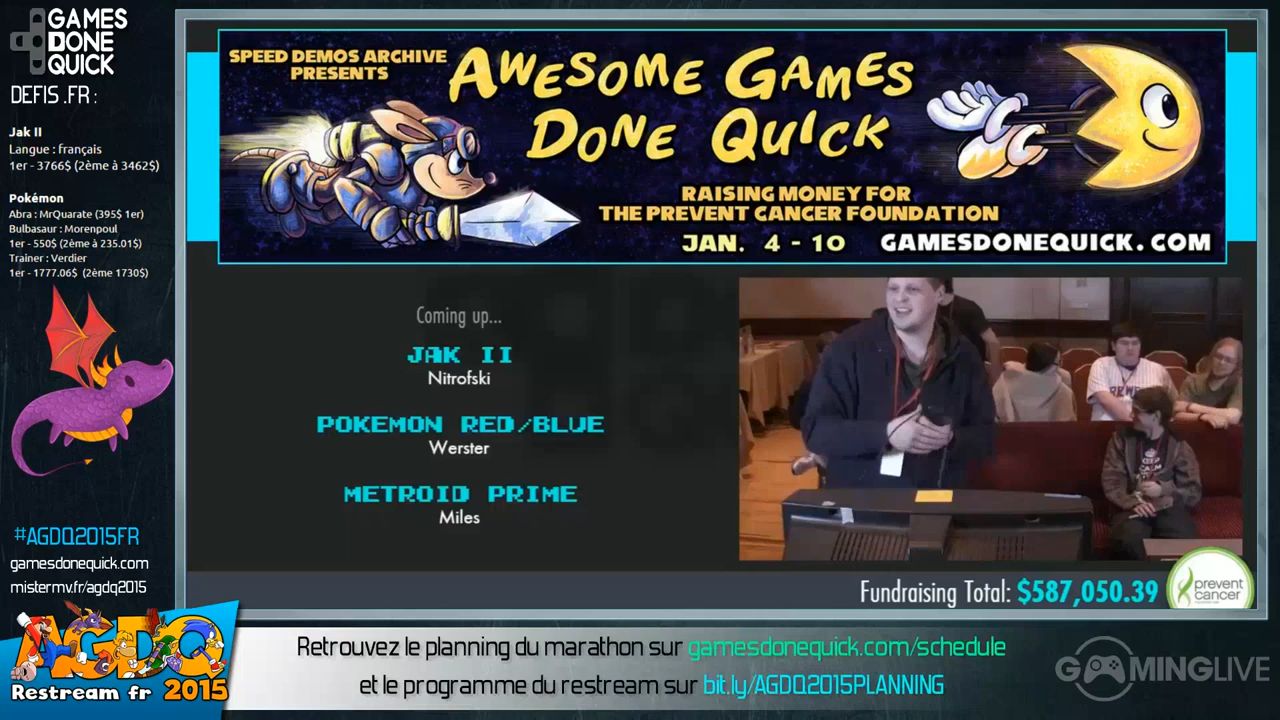 GAMES
DONE
QUICK
DEFIS .FR :
Jak II
Langue : français
1er - 3766$ (2ème à 3462$)
Pokémon
Abra : MrQuarate (395$ 1er)
Bulbasaur : Morenpoul
1er - 550$ (2ème à 235.01$)
Trainer : Verdier
1er - 1777.06$ (2ème 1730$)
#AGDQ2015FR
gamesdonequick.com
mistermv.fr/agdq2015
AGDQ
Restream fr 2015
SPEED DEMOS ARCHIVE
PRESENTS
AWESOME GAMES
DONE QUICK
RAISING MONEY FOR
THE PREVENT CANCER FOUNDATION
JAN. 4 - 10 GAMESDONEQUICK.COM
Coming up...
JAK II
Nitrofski
POKEMON RED/BLUE
Werster
METROID PRIME
Miles
KEEP
CALM
Fundraising Total: $587,050.39
prevent
cancer
Retrouvez le planning du marathon sur gamesdonequick.com/schedule
et le programme du restream sur bit.ly/AGDQ2015PLANNING
GAMINGLIVE